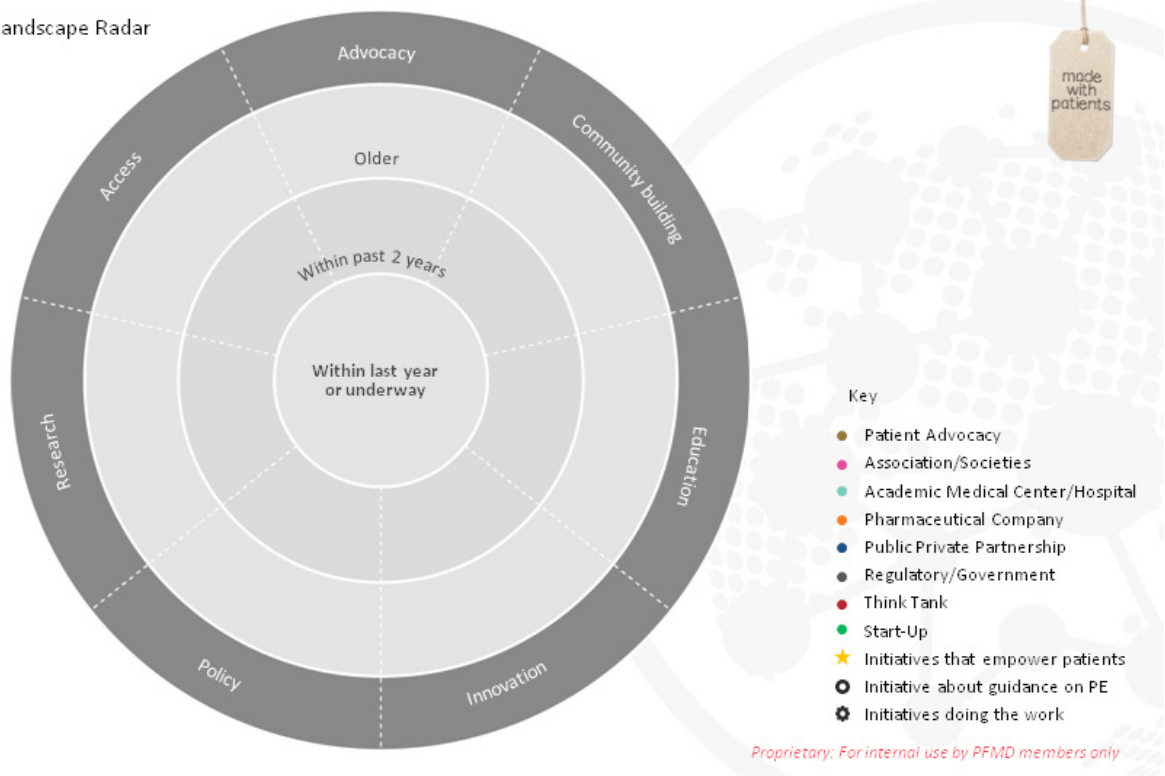 andscape Radar
made
with
patients
Advocacy
Community building
Access
Older
Within past 2 years
Within last year
or underway
Research
Education
Policy
Innovation
Key
Patient Advocacy
Association/Societies
Academic Medical Center/Hospital
Pharmaceutical Company
Public Private Partnership
Regulatory/Government
Think Tank
Start-Up
Initiatives that empower patients
Initiative about guidance on PE
Initiatives doing the work
Proprietary: For internal use by PFMD members only